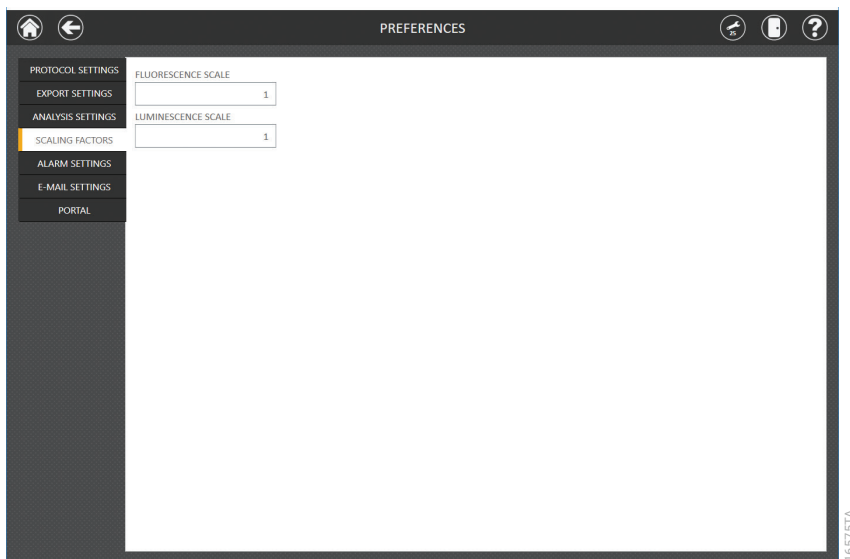 PREFERENCES
25
?
PROTOCOL SETTINGS
EXPORT SETTINGS
ANALYSIS SETTINGS
SCALING FACTORS
ALARM SETTINGS
E-MAIL SETTINGS
PORTAL
FLUORESCENCE SCALE
1
LUMINESCENCE SCALE
1